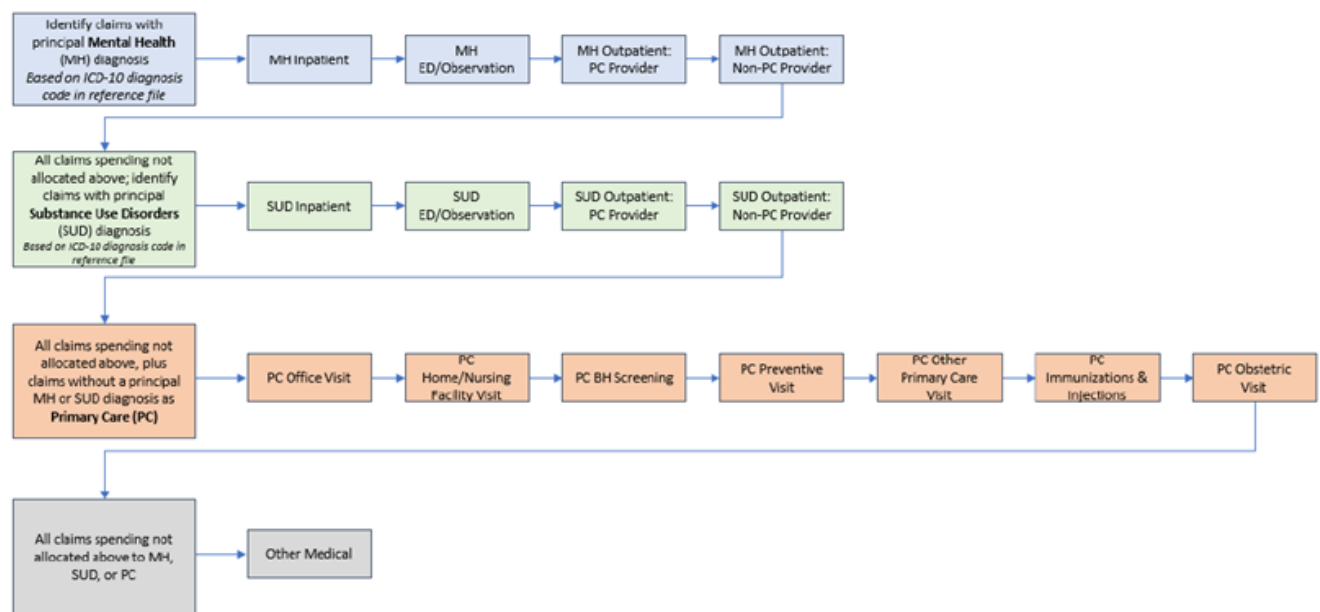 Identify claims with
principal Mental Health
(MH) diagnosis
Based on ICD-10 diagnosis
code in reference file
MH Inpatient
MH
ED/Observation
MH Outpatient:
PC Provider
MH Outpatient:
Non-PC Provider
All claims spending not
allocated above; identify
claims with principal
Substance Use Disorders
(SUD) diagnosis
Based on ICD-10 diagnosis code in
reference file
SUD Inpatient
SUD
ED/Observation
SUD Outpatient:
PC Provider
SUD Outpatient:
Non-PC Provider
All claims spending not
allocated above, plus
claims without a principal
MH or SUD diagnosis as
Primary Care (PC)
PC Office Visit
PC
Home/Nursing
Facility Visit
PC BH Screening
PC Preventive
Visit
PC Other
Primary Care
Visit
PC
Immunizations &
Injections
PC Obstetric
Visit
All claims spending not
allocated above to MH,
SUD, or PC
Other Medical